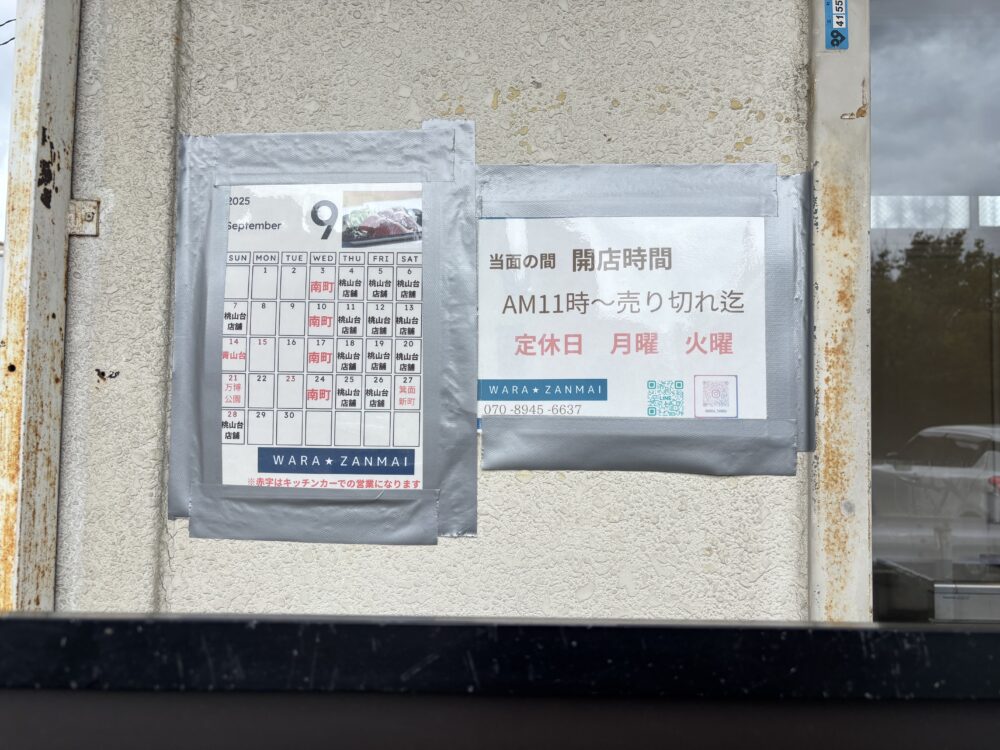 2025
September
9
SUN MON TUE WED THU FRI SAT
1 2 3 4 5 6
南町 桃山台店舗 桃山台店舗 桃山台店舗
7 8 9 10 11 12 13
桃山台店舗 南町 桃山台店舗 桃山台店舗 桃山台店舗
14 15 16 17 18 19 20
青山台 南町 桃山台店舗 桃山台店舗 桃山台店舗
21 22 23 24 25 26 27
万博公園 南町 桃山台店舗 桃山台店舗 箕面新町
28 29 30
桃山台店舗
WARA★ZANMAI
※赤字はキッチンカーでの営業になります
当面の間 開店時間
AM11時〜売り切れ迄
定休日 月曜 火曜
WARA★ZANMAI
070-8945-6637
LINE
4155